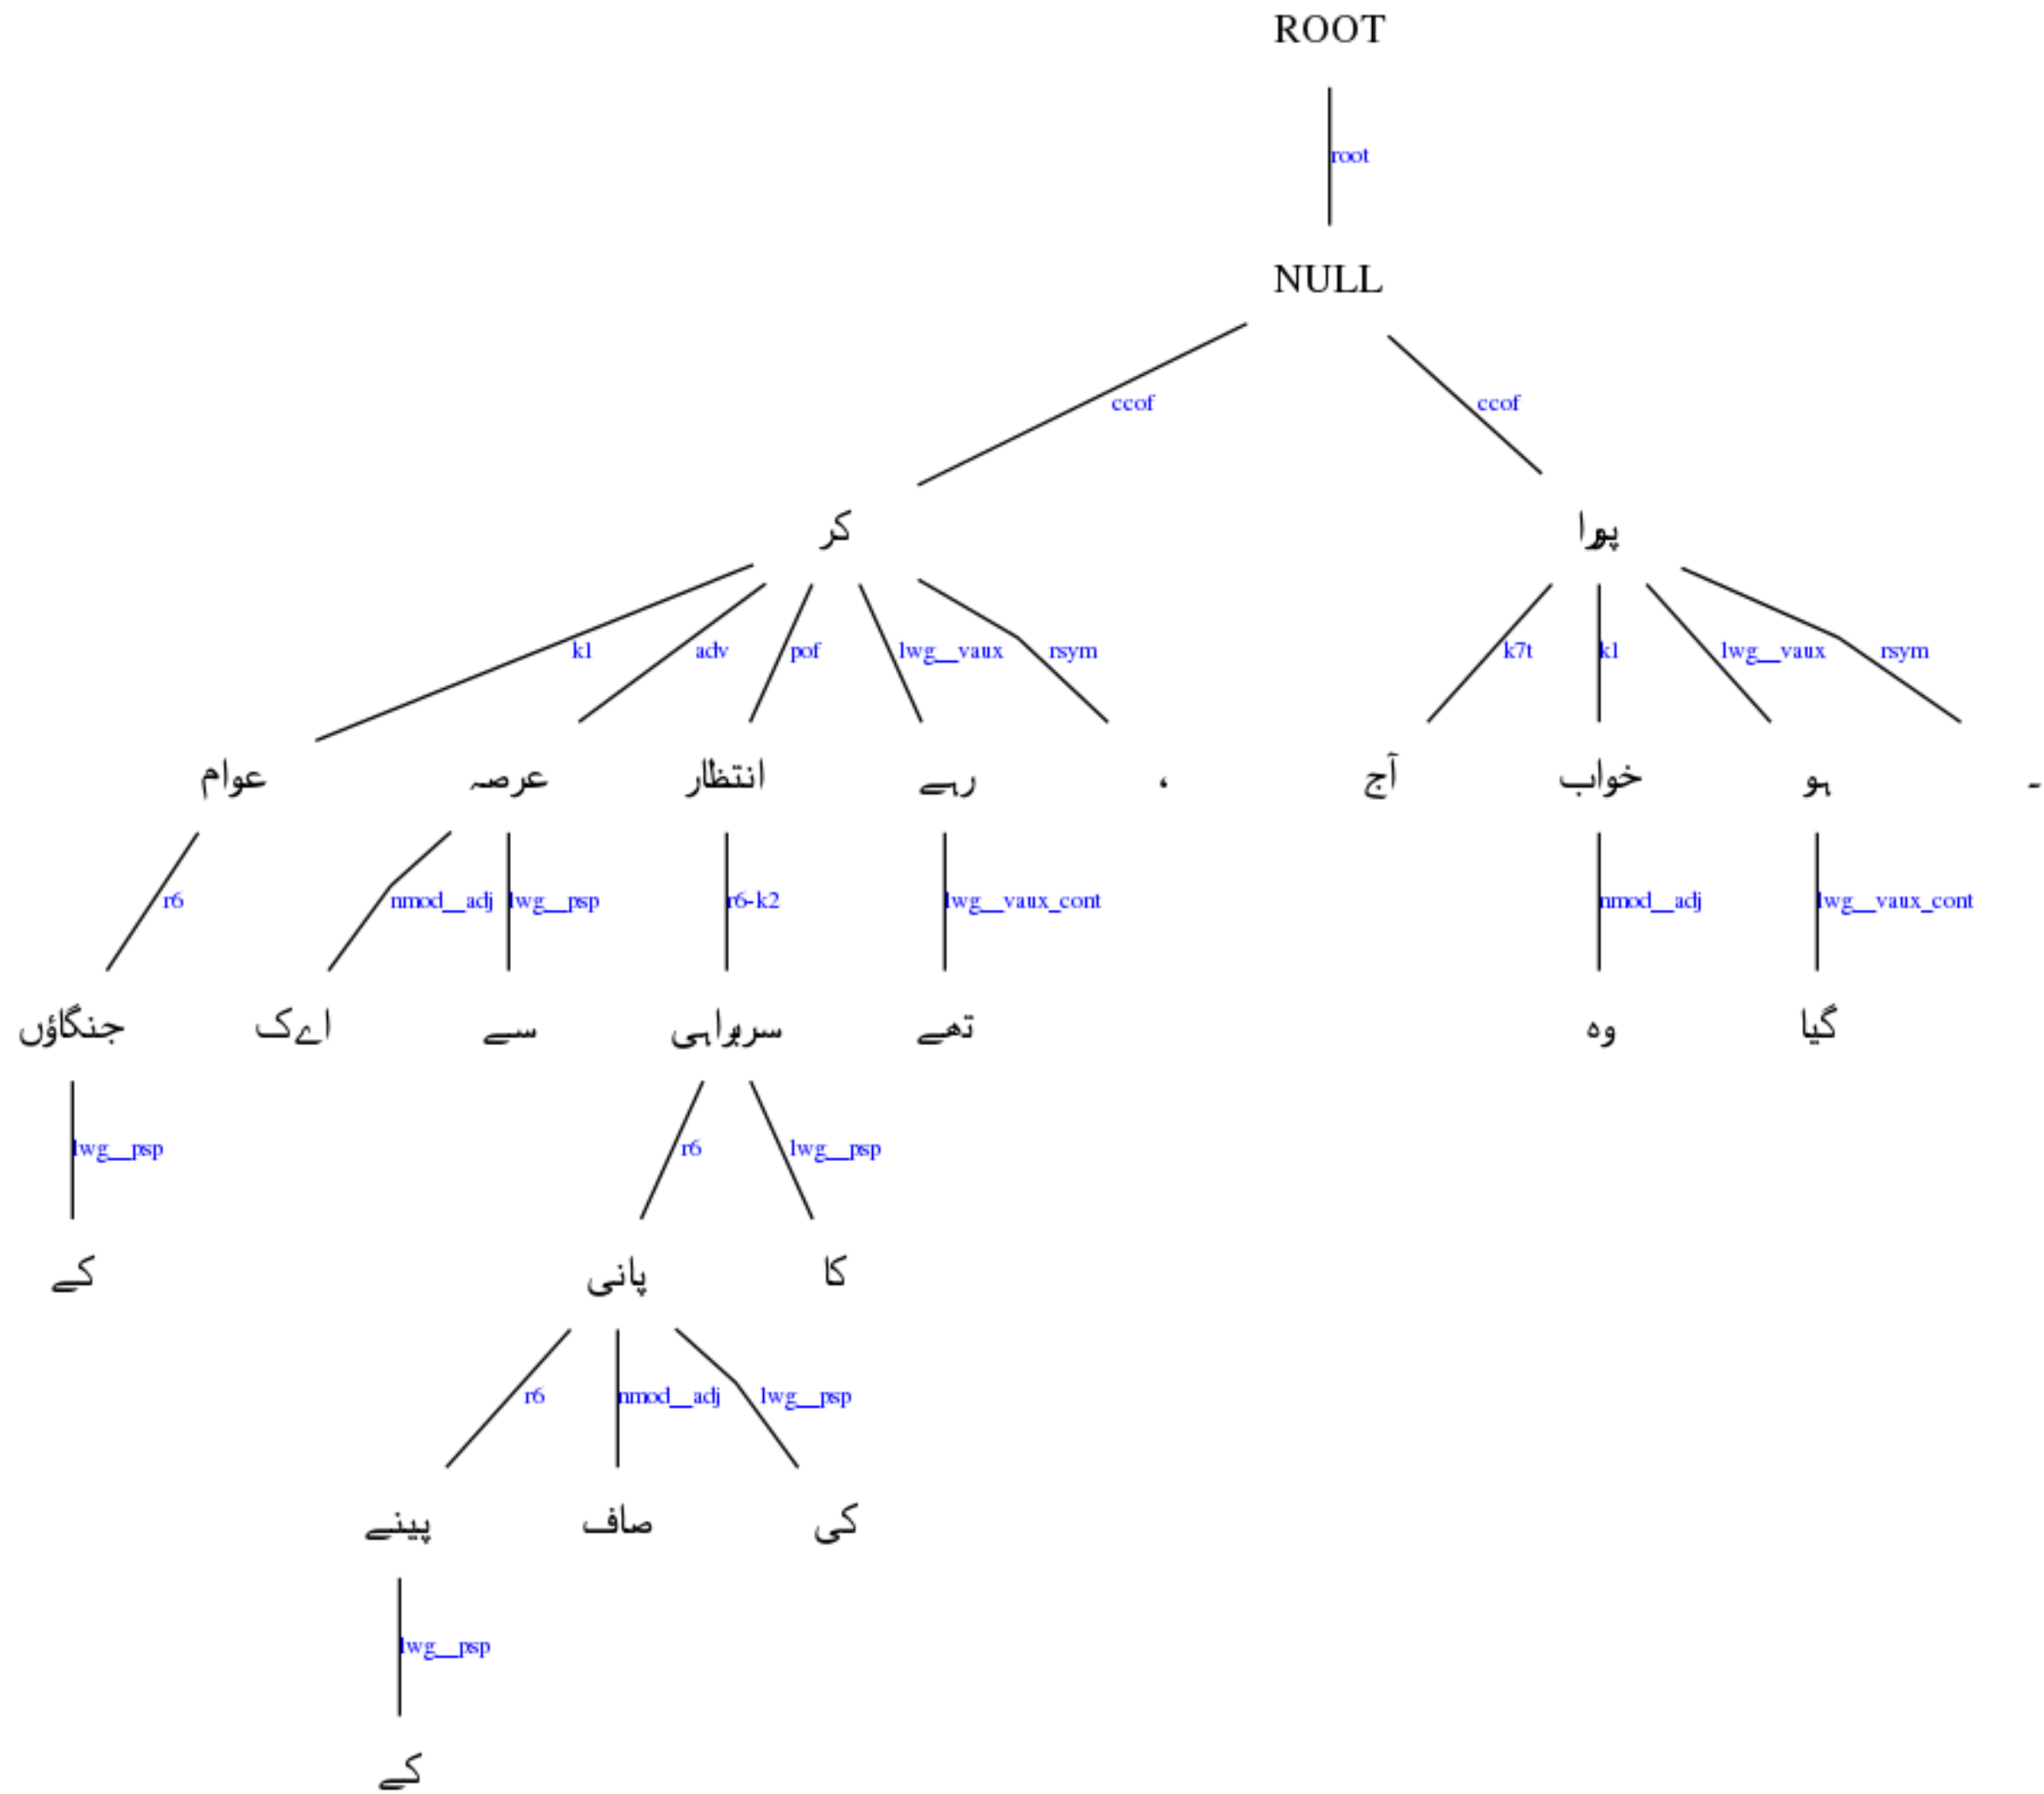 ROOT
root
NULL
ccof ccof
کر پورا
k1 adv pof lwg__vaux rsym k7t k1 lwg__vaux rsym
عوام عرصہ انتظار رہے ، آج خواب ہو ۔
r6 nmod__adj lwg__psp r6-k2 lwg__vaux_cont nmod__adj lwg__vaux_cont
جنگاؤں اےک سے سربراہی تھے وہ گیا
lwg__psp r6 lwg__psp
کے پانی کا
r6 nmod__adj lwg__psp
پینے صاف کی
lwg__psp
کے